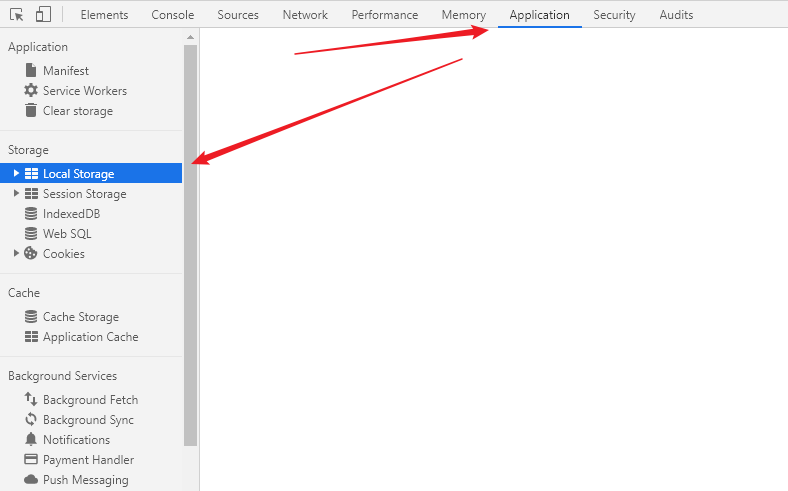 Elements Console Sources Network Performance Memory Application Security Audits
Application
Manifest
Service Workers
Clear storage
Storage
Local Storage
Session Storage
IndexedDB
Web SQL
Cookies
Cache
Cache Storage
Application Cache
Background Services
Background Fetch
Background Sync
Notifications
Payment Handler
Push Messaging